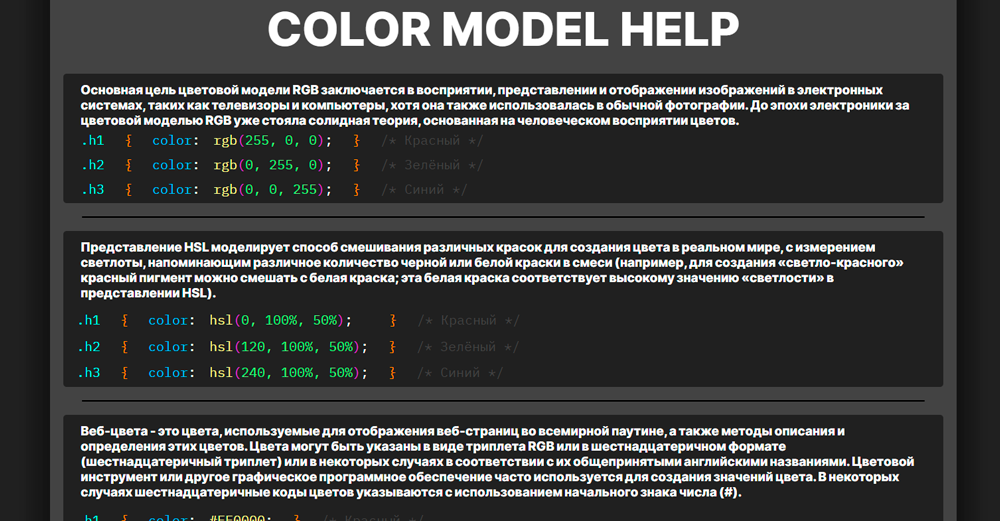 COLOR MODEL HELP
Основная цель цветовой модели RGB заключается в восприятии, представлении и отображении изображений в электронных
системах, таких как телевизоры и компьютеры, хотя она также использовалась в обычной фотографии. До эпохи электроники за
цветовой моделью RGB уже стояла солидная теория, основанная на человеческом восприятии цветов.
.h1 { color: rgb(255, 0, 0); } /* Красный */
.h2 { color: rgb(0, 255, 0); } /* Зелёный */
.h3 { color: rgb(0, 0, 255); } /* Синий */
Представление HSL моделирует способ смешивания различных красок для создания цвета в реальном мире, с измерением
светлоты, напоминающим различное количество черной или белой краски в смеси (например, для создания «светло-красного»
красный пигмент можно смешать с белая краска; эта белая краска соответствует высокому значению «светлости» в
представлении HSL).
.h1 { color: hsl(0, 100%, 50%); } /* Красный */
.h2 { color: hsl(120, 100%, 50%); } /* Зелёный */
.h3 { color: hsl(240, 100%, 50%); } /* Синий */
Веб-цвета - это цвета, используемые для отображения веб-страниц во всемирной паутине, а также методы описания и
определения этих цветов. Цвета могут быть указаны в виде триплета RGB или в шестнадцатеричном формате
(шестнадцатеричный триплет) или в некоторых случаях в соответствии с их общепринятыми английскими названиями. Цветовой
инструмент или другое графическое программное обеспечение часто используется для создания значений цвета. В некоторых
случаях шестнадцатеричные коды цветов указываются с использованием начального знака числа (#).
.h1 { color: #FF0000; } /* Красный */